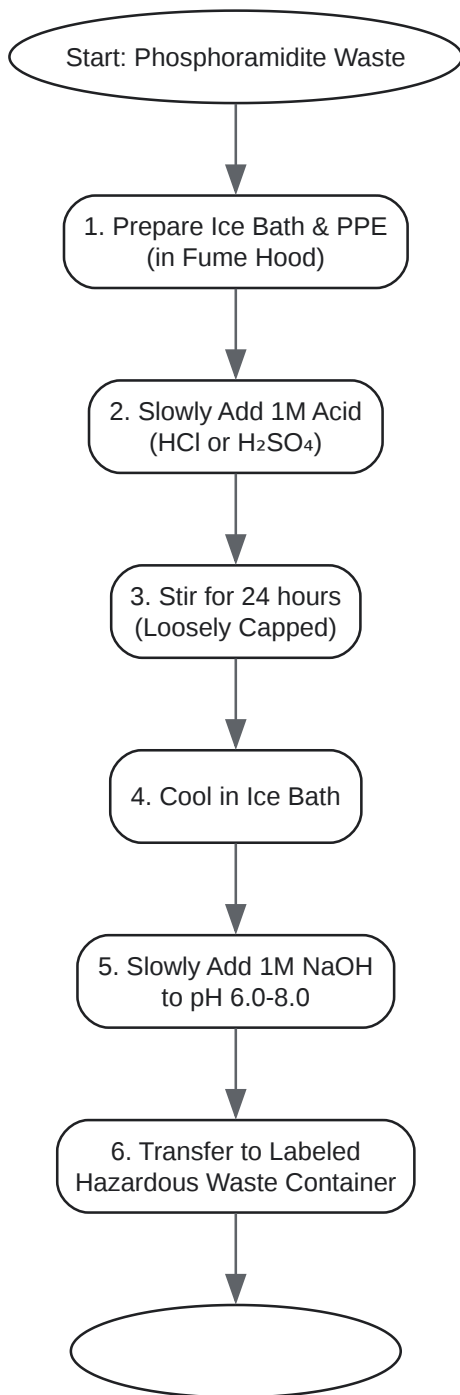 Start: Phosphoramidite Waste
1. Prepare Ice Bath & PPE
(in Fume Hood)
2. Slowly Add 1M Acid
(HCl or H₂SO₄)
3. Stir for 24 hours
(Loosely Capped)
4. Cool in Ice Bath
5. Slowly Add 1M NaOH
to pH 6.0-8.0
6. Transfer to Labeled
Hazardous Waste Container